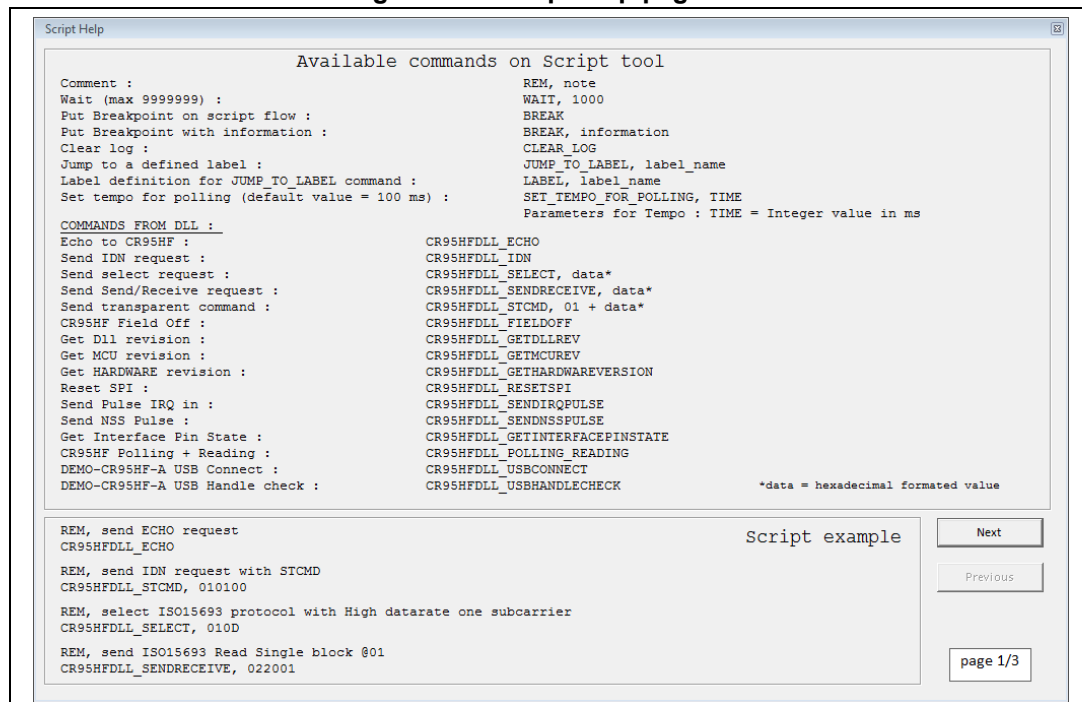 Script Help
Available commands on Script tool
Comment : REM, note
Wait (max 9999999) : WAIT, 1000
Put Breakpoint on script flow : BREAK
Put Breakpoint with information : BREAK, information
Clear log : CLEAR_LOG
Jump to a defined label : JUMP_TO_LABEL, label_name
Label definition for JUMP_TO_LABEL command : LABEL, label_name
Set tempo for polling (default value = 100 ms) : SET_TEMPO_FOR_POLLING, TIME
Parameters for Tempo : TIME = Integer value in ms
COMMANDS FROM DLL :
Echo to CR95HF : CR95HFDLL_ECHO
Send IDN request : CR95HFDLL_IDN
Send select request : CR95HFDLL_SELECT, data*
Send Send/Receive request : CR95HFDLL_SENDRECEIVE, data*
Send transparent command : CR95HFDLL_STCMD, 01 + data*
CR95HF Field Off : CR95HFDLL_FIELDOFF
Get Dll revision : CR95HFDLL_GETDLLREV
Get MCU revision : CR95HFDLL_GETMCUREV
Get HARDWARE revision : CR95HFDLL_GETHARDWAREVERSION
Reset SPI : CR95HFDLL_RESETSPI
Send Pulse IRQ in : CR95HFDLL_SENDIRQPULSE
Send NSS Pulse : CR95HFDLL_SENDNSSPULSE
Get Interface Pin State : CR95HFDLL_GETINTERFACEPINSTATE
CR95HF Polling + Reading : CR95HFDLL_POLLING_READING
DEMO-CR95HF-A USB Connect : CR95HFDLL_USBCONNECT
DEMO-CR95HF-A USB Handle check : CR95HFDLL_USBHANDLECHECK *data = hexadecimal formated value
Script example
REM, send ECHO request
CR95HFDLL_ECHO
REM, send IDN request with STCMD
CR95HFDLL_STCMD, 010100
REM, select ISO15693 protocol with High datarate one subcarrier
CR95HFDLL_SELECT, 010D
REM, send ISO15693 Read Single block @01
CR95HFDLL_SENDRECEIVE, 022001
Next
Previous
page 1/3